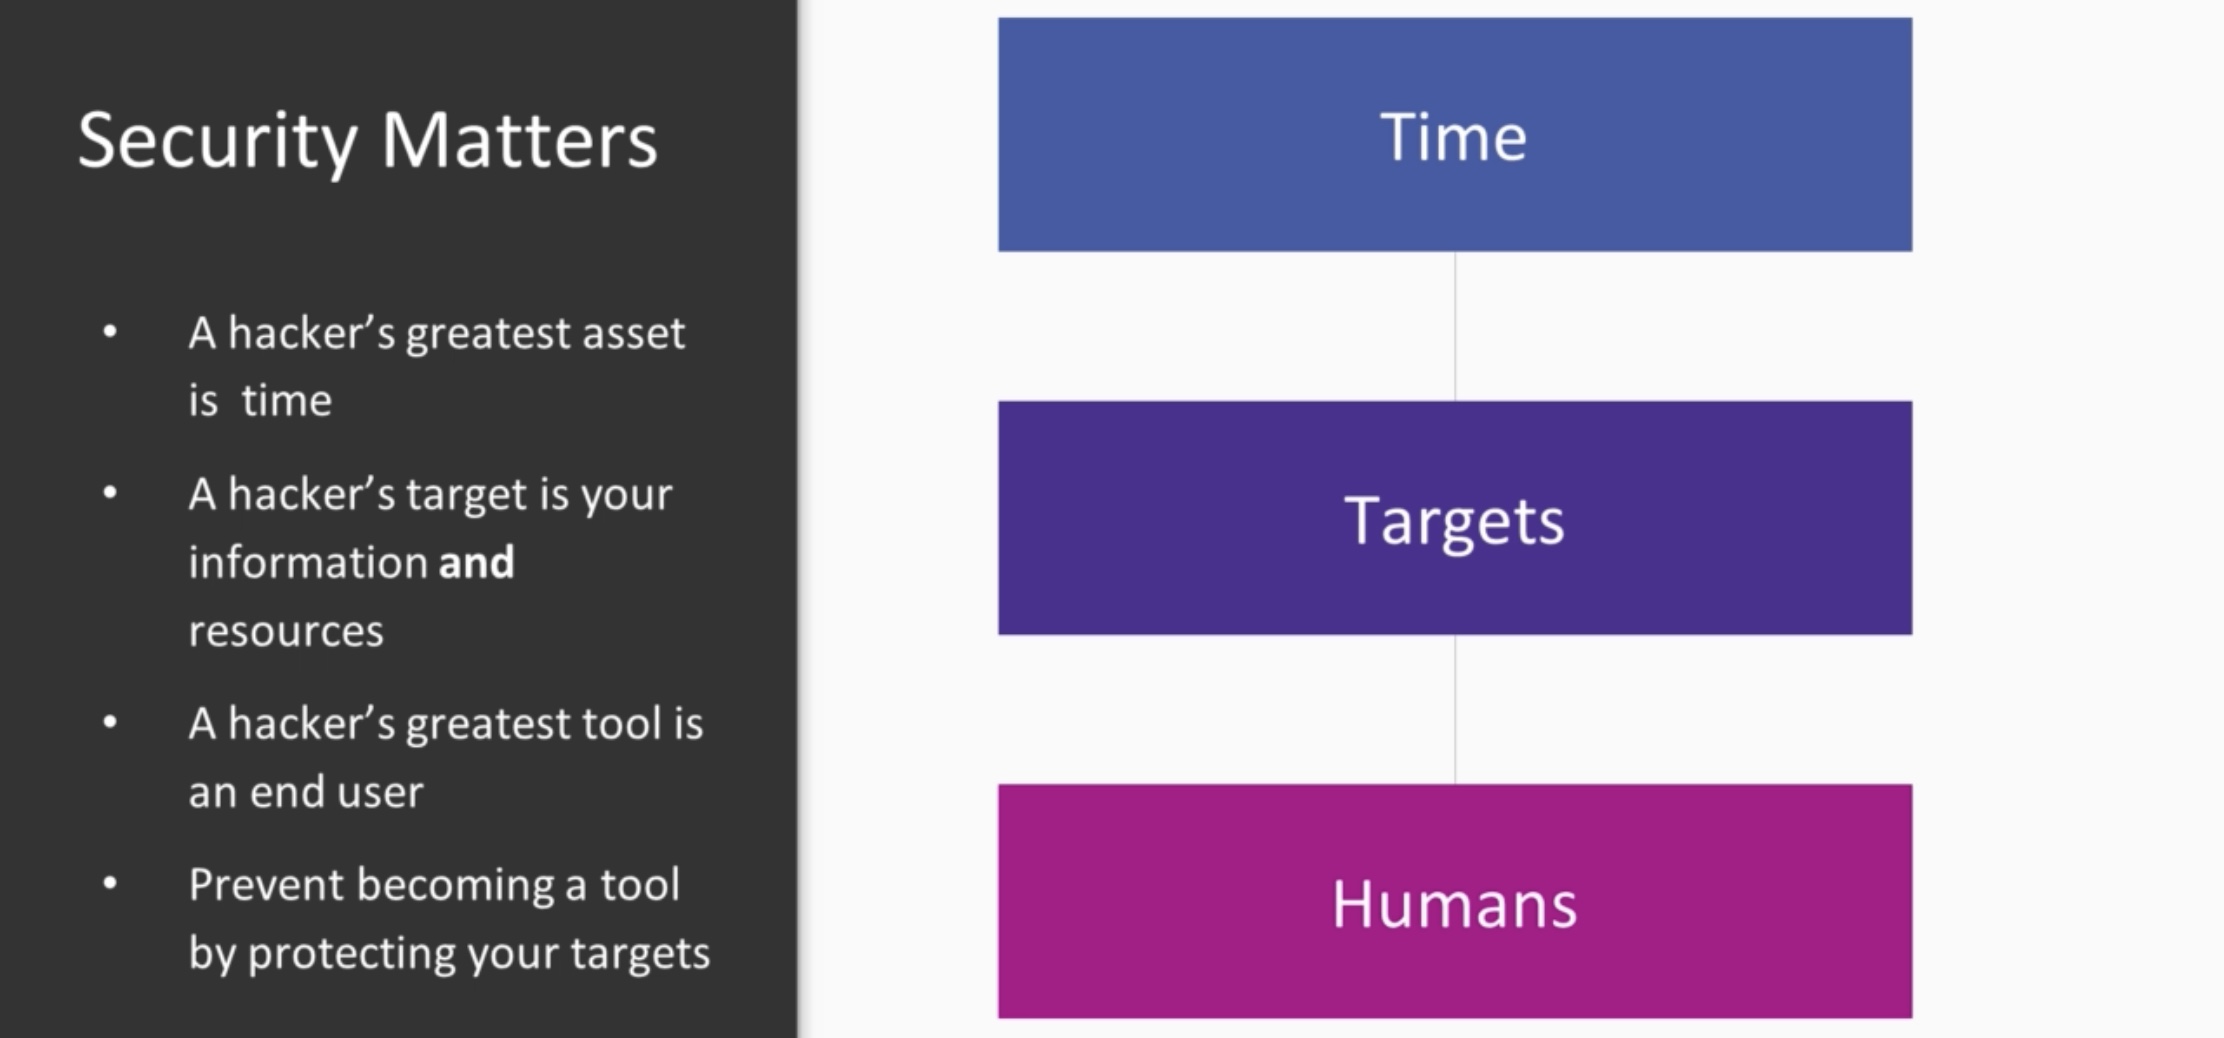 Security Matters
• A hacker’s greatest asset
is  time
• A hacker’s target is your
information and
resources
• A hacker’s greatest tool is
an end user
• Prevent becoming a tool
by protecting your targets
Time
Targets
Humans